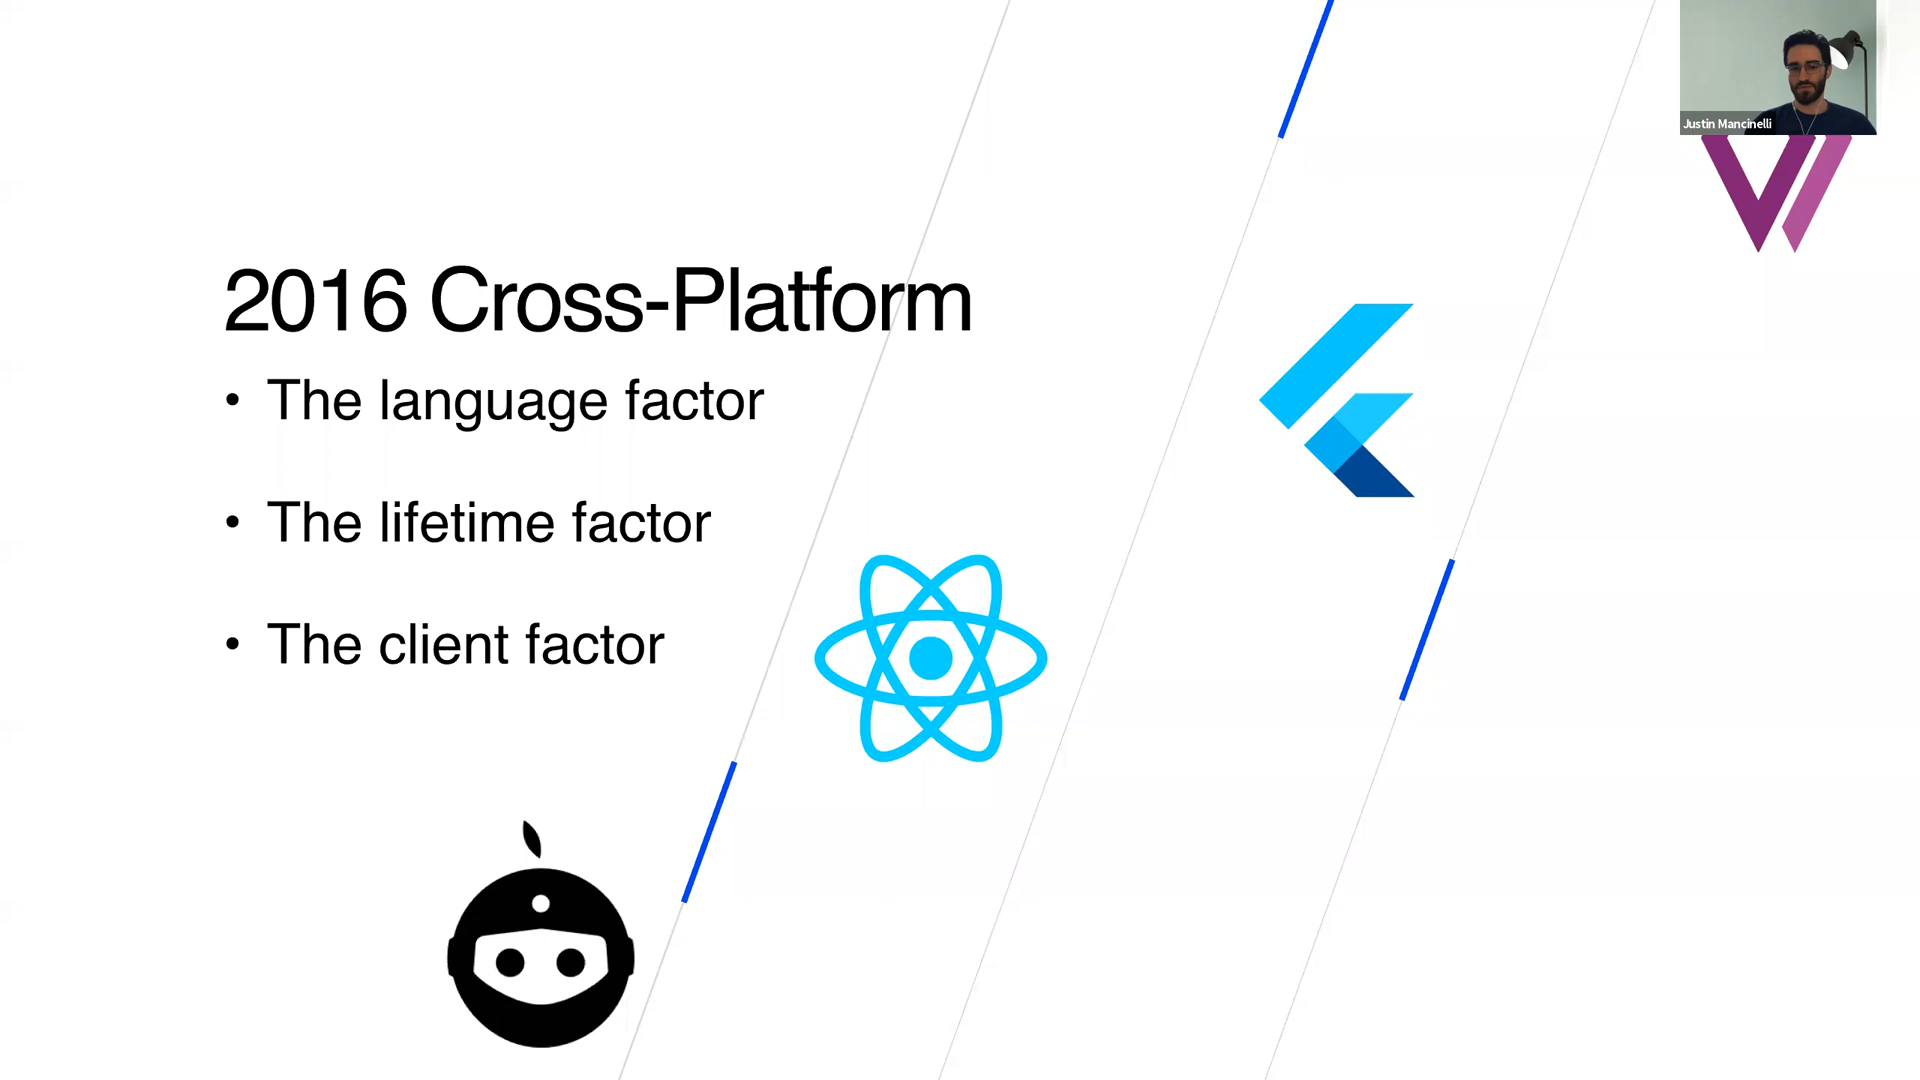 Justin Mancinelli
2016 Cross-Platform
• The language factor
• The lifetime factor
• The client factor